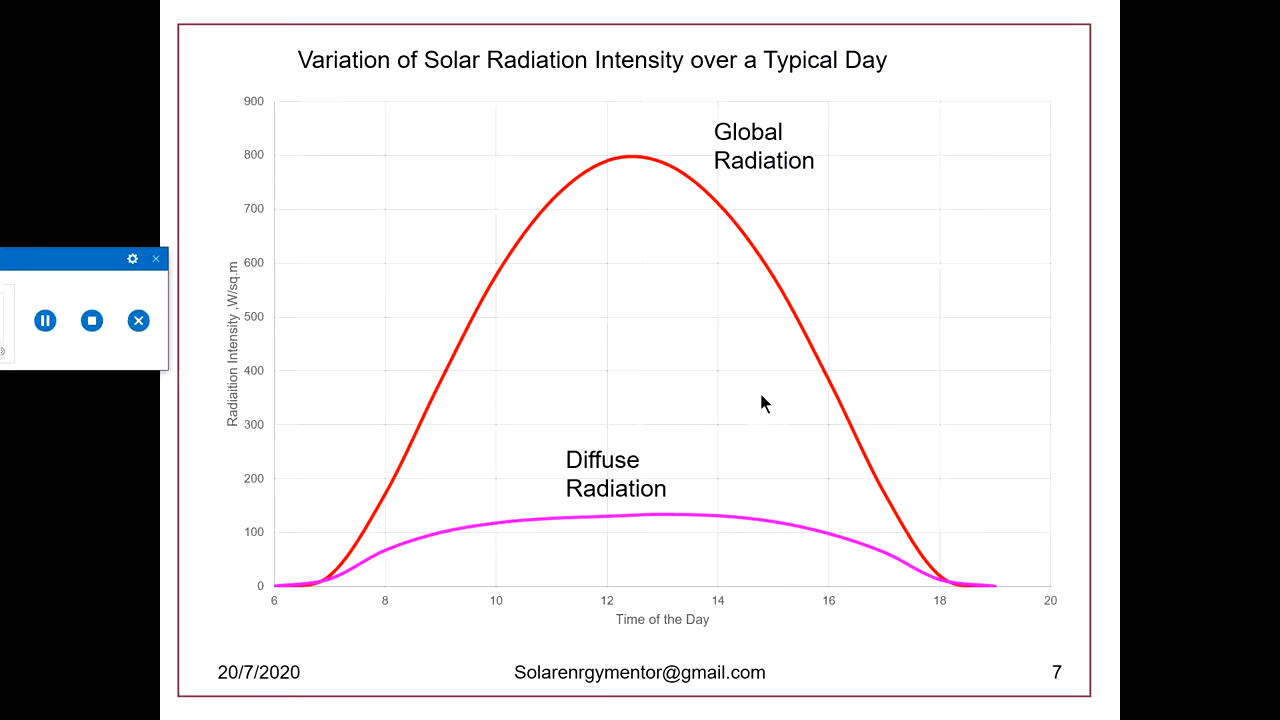 Variation of Solar Radiation Intensity over a Typical Day
Global
Radiation
900
800
700
600
500
400
300
200
100
0
Radiaition Intensity ,W/sq.m
Diffuse
Radiation
6 8 10 12 14 16 18 20
Time of the Day
20/7/2020 Solarenrgymentor@gmail.com 7